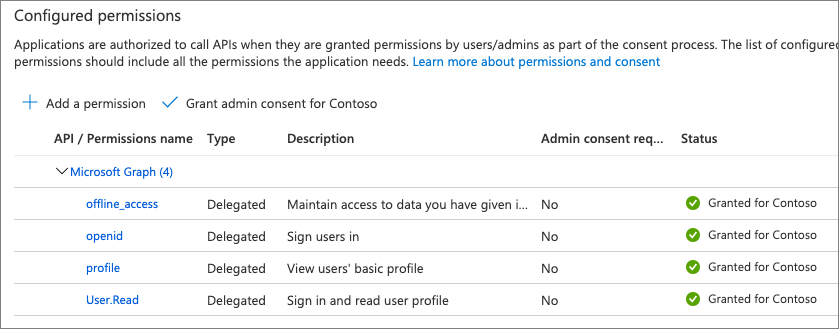 Configured permissions
Applications are authorized to call APIs when they are granted permissions by users/admins as part of the consent process. The list of configured
permissions should include all the permissions the application needs. Learn more about permissions and consent
Add a permission Grant admin consent for Contoso
API / Permissions name Type Description Admin consent req... Status
Microsoft Graph (4)
offline_access Delegated Maintain access to data you have given i... No Granted for Contoso
openid Delegated Sign users in No Granted for Contoso
profile Delegated View users' basic profile No Granted for Contoso
User.Read Delegated Sign in and read user profile No Granted for Contoso